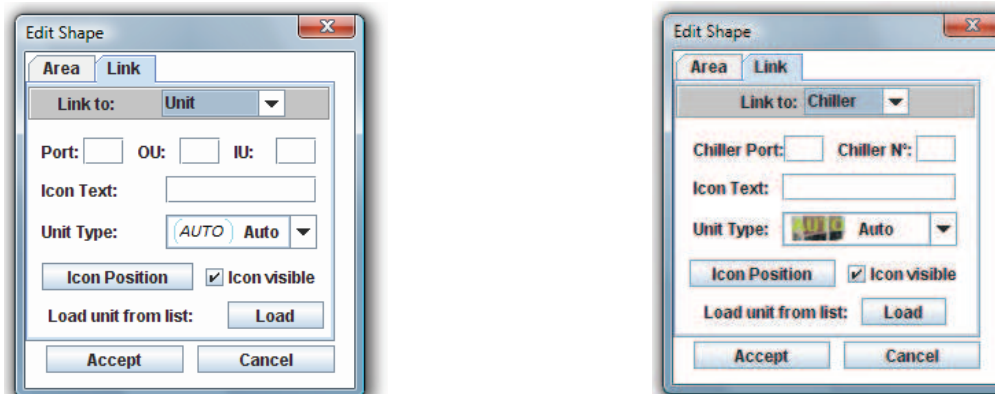 Edit Shape
Area Link
Link to: Unit
Port: OU: IU:
Icon Text:
Unit Type: AUTO Auto
Icon Position Icon visible
Load unit from list: Load
Accept Cancel
Edit Shape
Area Link
Link to: Chiller
Chiller Port: Chiller N°:
Icon Text:
Unit Type: Auto
Icon Position Icon visible
Load unit from list: Load
Accept Cancel